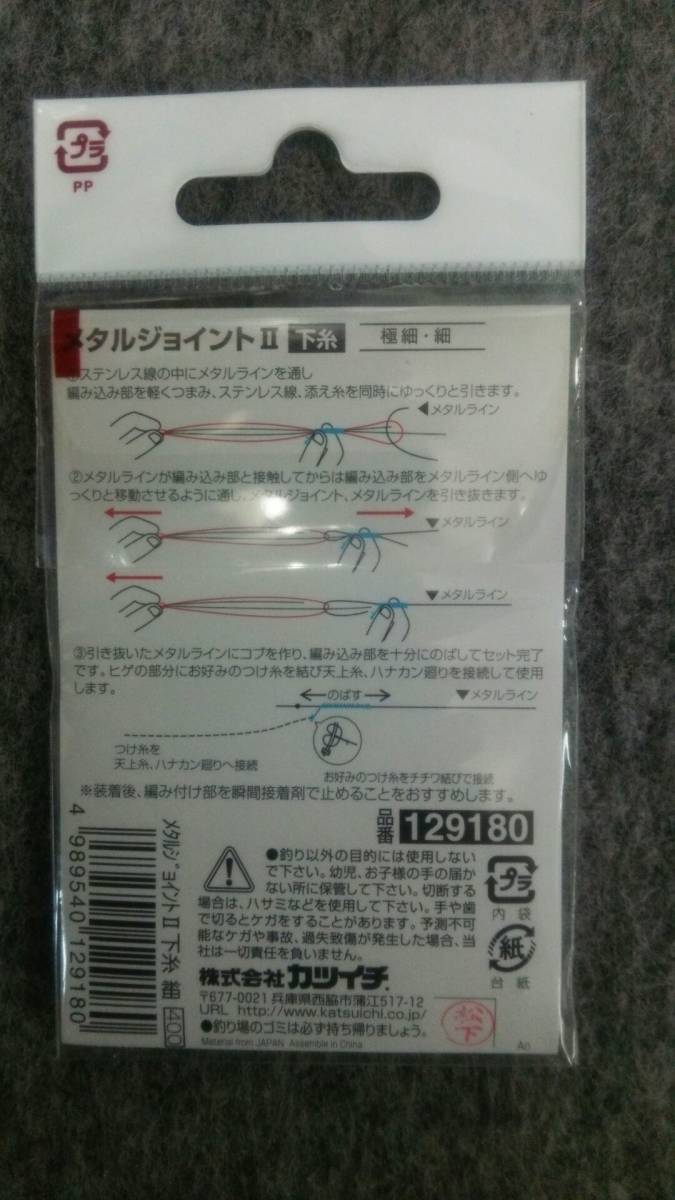 プラ
PP
メタルジョイントⅡ 下糸 極細・細
①ステンレス線の中にメタルラインを通し
編み込み部を軽くつまみ、ステンレス線、添え糸を同時にゆっくりと引きます。
◀メタルライン
②メタルラインが編み込み部と接触してからは編み込み部をメタルライン側へゆ
っくりと移動させるように通し、メタルジョイント、メタルラインを引き抜きます。
▼メタルライン
▼メタルライン
③引き抜いたメタルラインにコブを作り、編み込み部を十分にのばしてセット完了
です。ヒゲの部分にお好みのつけ糸を結び天上糸、ハナカン廻りを接続して使用
します。
←のばす→
▼メタルライン
つけ糸を
天上糸、ハナカン廻りへ接続
お好みのつけ糸をチチワ結びで接続
※装着後、編み付け部を瞬間接着剤で止めることをおすすめします。
品番 129180
4 989540 129180
メタルジョイントⅡ 下糸 細 400
●釣り以外の目的には使用しない
で下さい。幼児、お子様の手の届か
ない所に保管して下さい。切断する
場合は、ハサミなどを使用して下さい。手や歯
で切るとケガをすることがあります。予測不可
能なケガや事故、過失致傷が発生した場合、当
社は一切責任を負いません。
プラ
内袋
紙
台紙
株式会社カツイチ
〒677-0021 兵庫県西脇市蒲江517-12
URL http://www.katsuichi.co.jp/
●釣り場のゴミは必ず持ち帰りましょう。
Material from JAPAN Assemble in China
松下
An